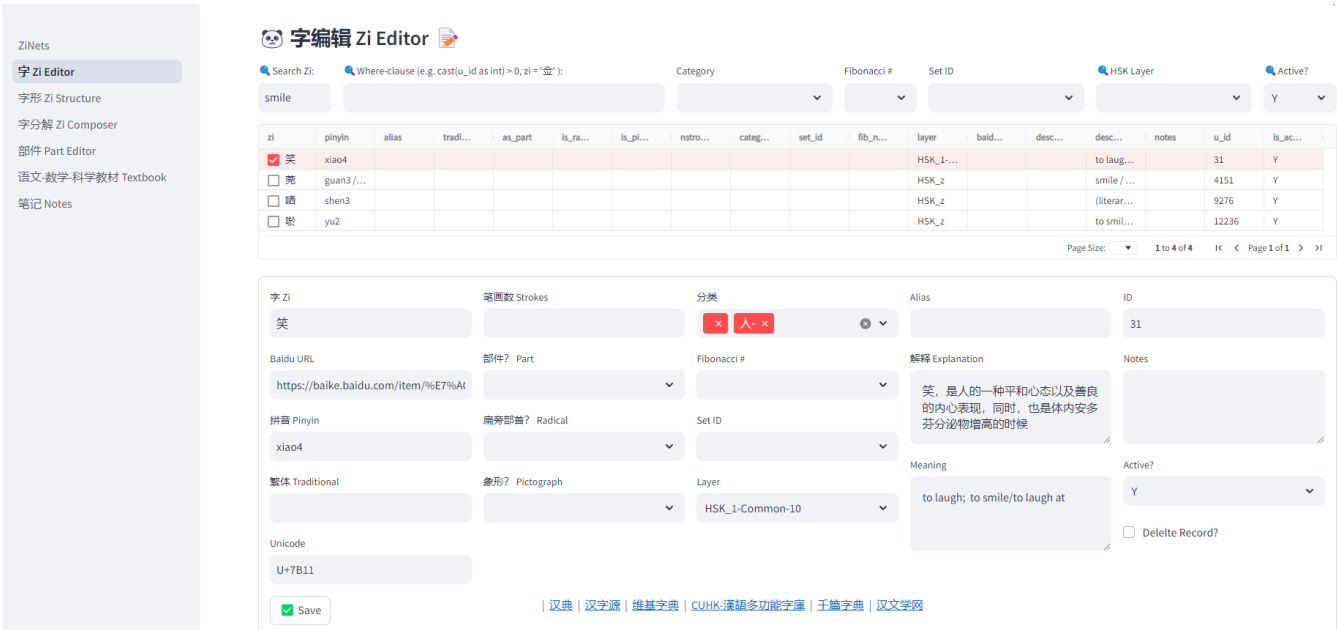 ZiNets
字 Zi Editor
字形 Zi Structure
字分解 Zi Composer
部件 Part Editor
语文-数学-科学教材 Textbook
笔记 Notes
字编辑 Zi Editor
Search Zi: Where-clause (e.g. cast(u_id as int) > 0, zi = '金' ): Category Fibonacci # Set ID HSK Layer Active?
smile Y
zi pinyin alias tradi... as_part is_ra... is_pi... nstro... categ... set_id fib_n... layer baid... desc... desc... notes u_id is_ac...
笑 xiao4 HSK_1-... to laug... 31 Y
莞 guan3 /... HSK_z smile / ... 4151 Y
哂 shen3 HSK_z (literar... 9276 Y
唹 yu2 HSK_z to smil... 12236 Y
Page Size: 1 to 4 of 4 Page 1 of 1
字 Zi 笔画数 Strokes 分类 Alias ID
笑 人- 31
Baidu URL 部件？ Part Fibonacci # 解释 Explanation Notes
https://baike.baidu.com/item/%E7%A(
笑，是人的一种平和心态以及善良
的内心表现，同时，也是体内安多
芬分泌物增高的时候
拼音 Pinyin 扁旁部首？ Radical Set ID
xiao4
Meaning Active?
繁体 Traditional 象形？ Pictograph Layer
to laugh; to smile/to laugh at Y
HSK_1-Common-10
Delelte Record?
Unicode
U+7B11
Save | 汉典 | 汉字源 | 维基字典 | CUHK-漢語多功能字庫 | 千篇字典 | 汉文学网